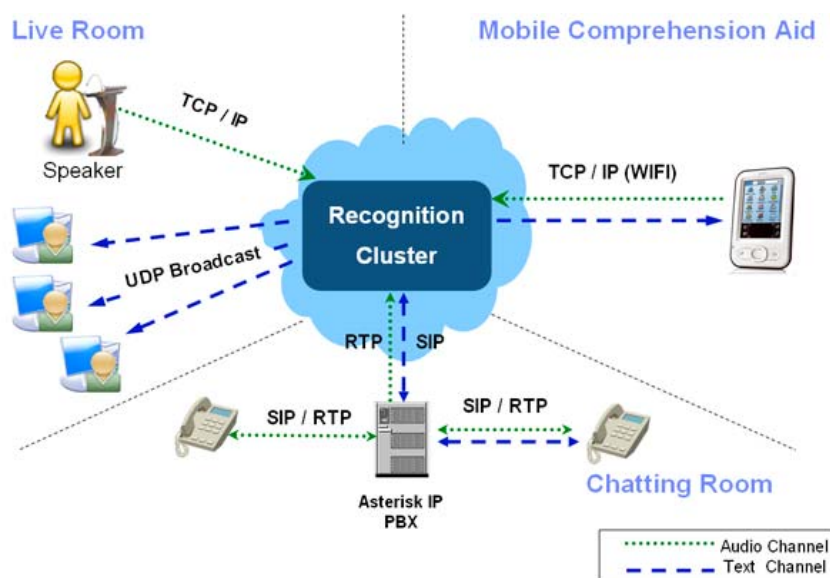 Live Room
Mobile Comprehension Aid
TCP / IP
Speaker
TCP / IP (WIFI)
Recognition
Cluster
UDP Broadcast
RTP
SIP
SIP / RTP
SIP / RTP
Asterisk IP
PBX
Chatting Room
Audio Channel
Text Channel